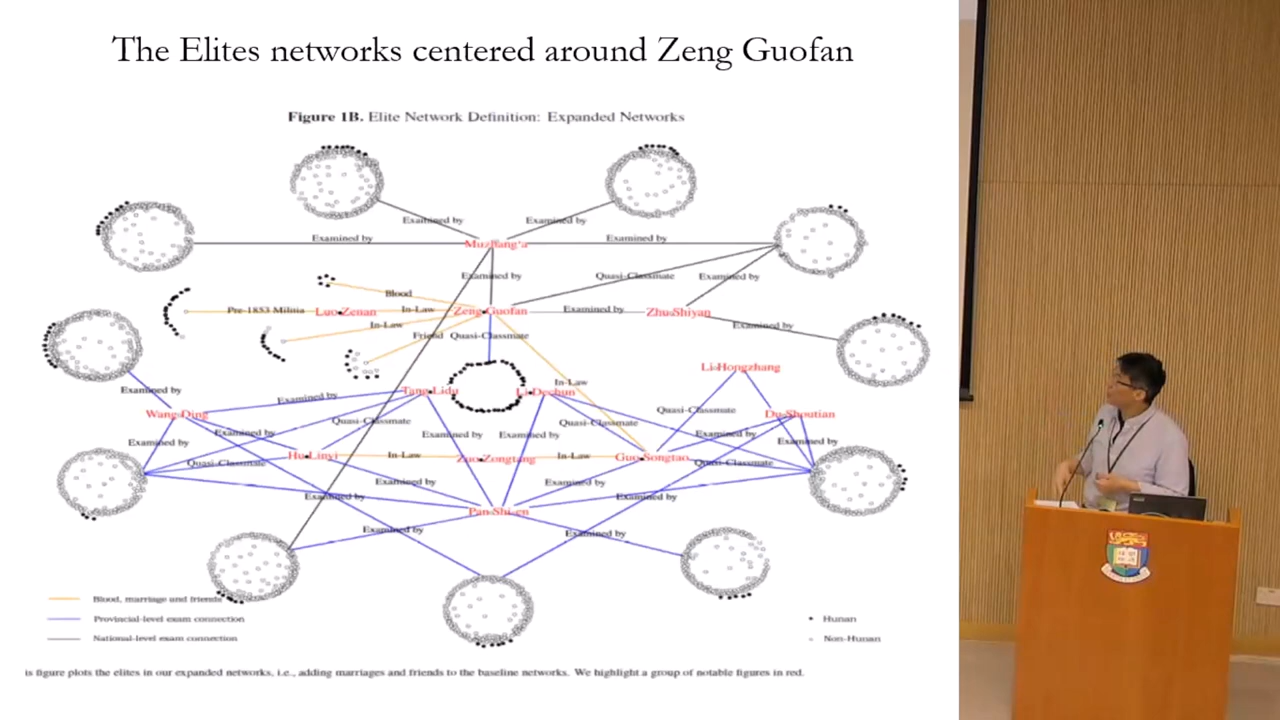 The Elites networks centered around Zeng Guofan
Figure 1B. Elite Network Definition: Expanded Networks
Examined by
Examined by
Examined by
Muzhang'a
Examined by
Examined by
Quasi-Classmate
Examined by
Blood
Pre-1853 Militia
Luo-Zenan
In-Law
Zeng-Guofan
Examined by
Zhu-Shiyan
In-Law
Examined by
Friend
Quasi-Classmate
Li-Hongzhang
In-Law
Examined by
Tang-Lidu
Li-Dechun
Examined by
Quasi-Classmate
Wang-Ding
Du-Shoutian
Quasi-Classmate
Quasi-Classmate
Examined by
Examined by
Examined by
Examined by
Examined by
Examined by
Hu-Linyi
In-Law
Zuo-Zongtang
In-Law
Guo-Songtao
Quasi-Classmate
Quasi-Classmate
Examined by
Examined by
Examined by
Examined by
Pan-Shi-en
Examined by
Examined by
Blood, marriage and friends
Provincial-level exam connection
National-level exam connection
Hunan
Non-Hunan
is figure plots the elites in our expanded networks, i.e., adding marriages and friends to the baseline networks. We highlight a group of notable figures in red.